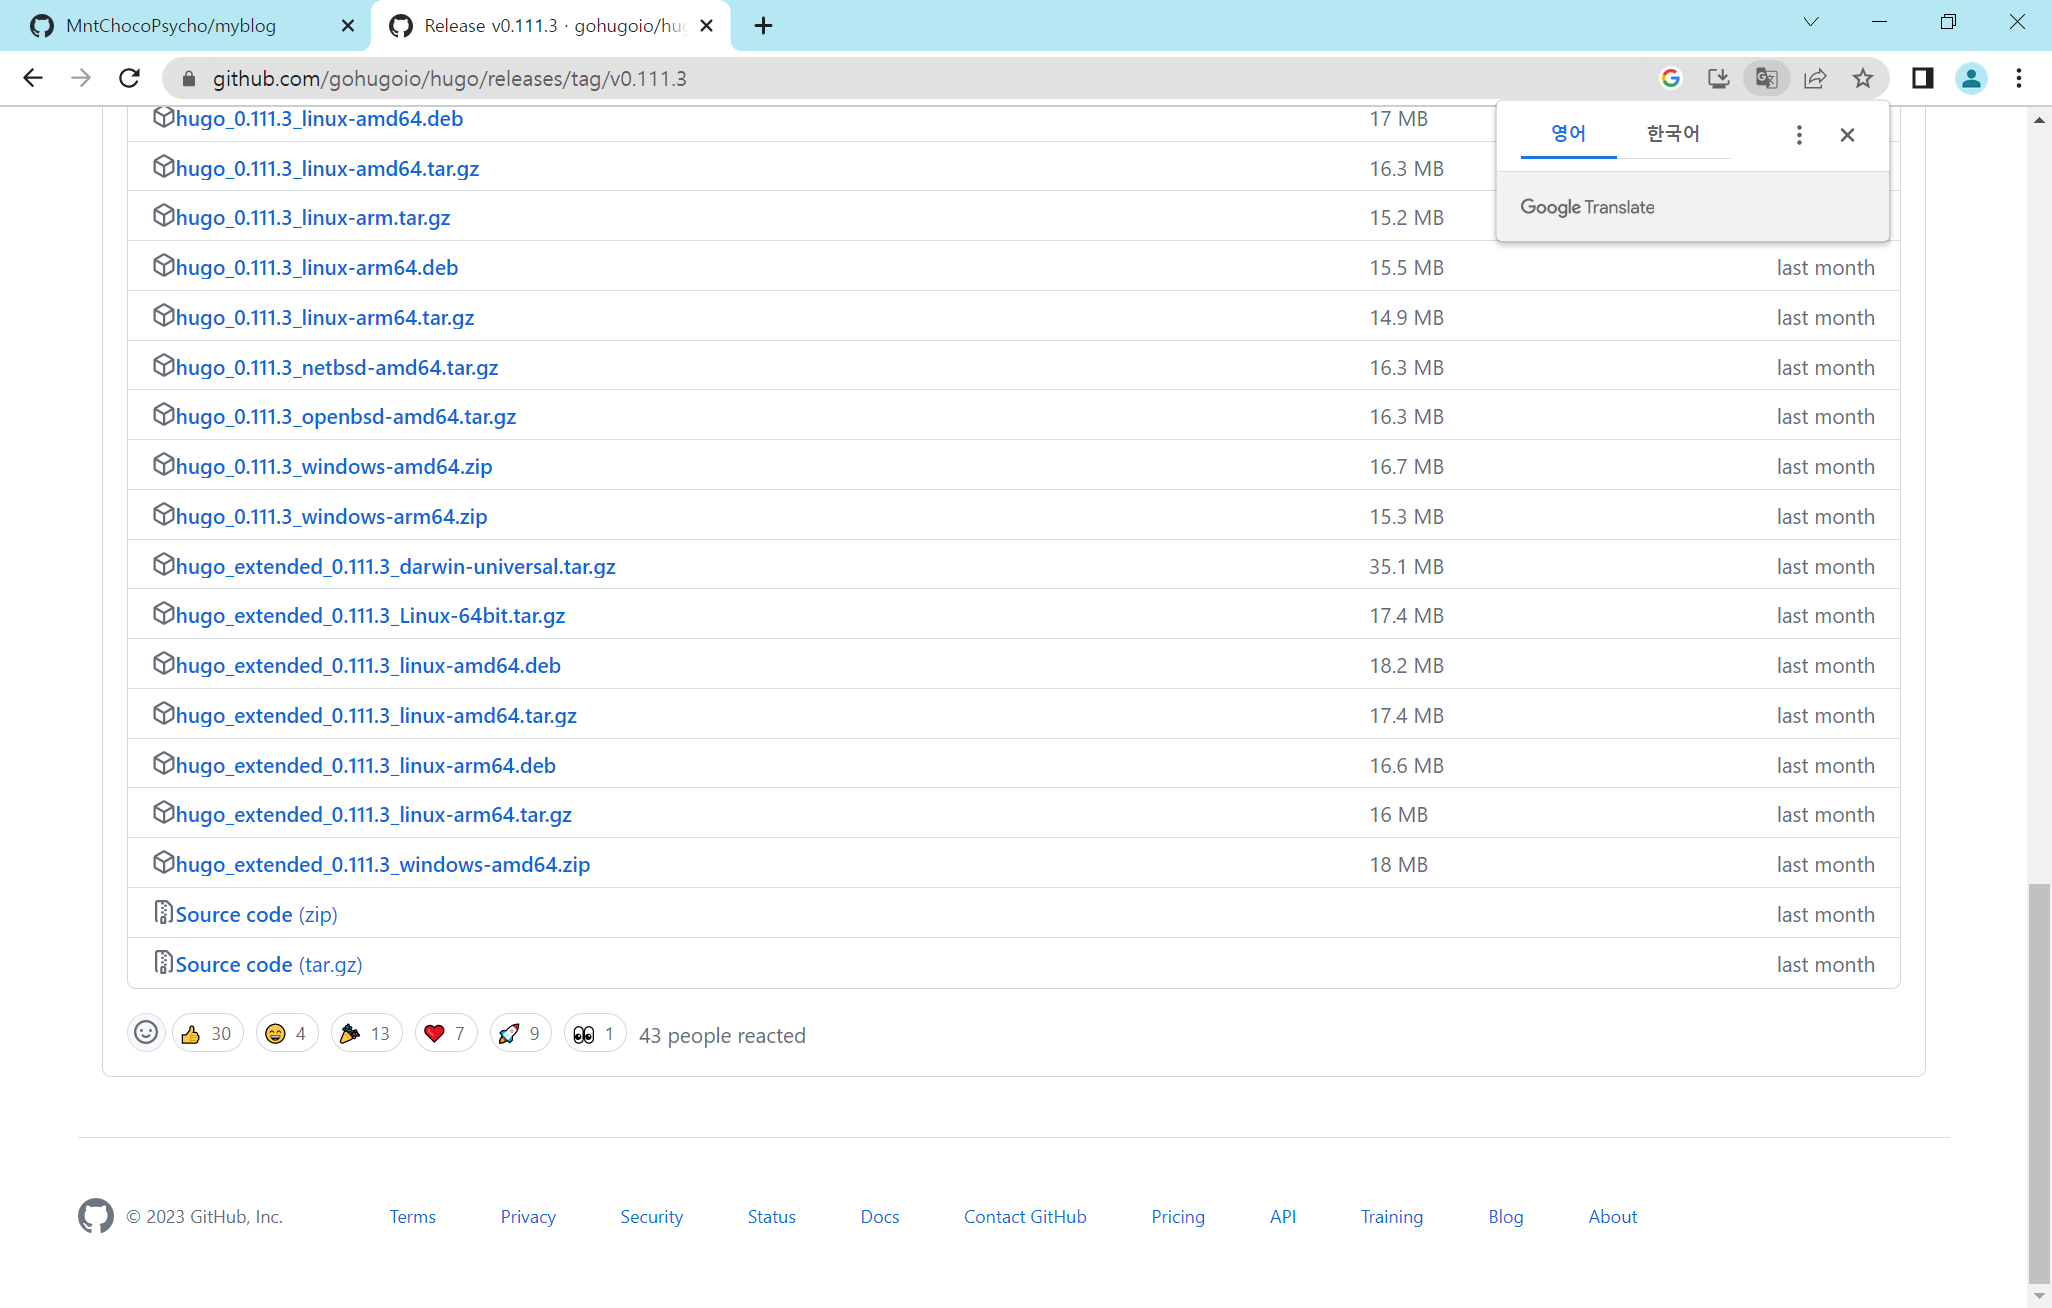 MntChocoPsycho/myblog
Release v0.111.3 · gohugoio/hug
github.com/gohugoio/hugo/releases/tag/v0.111.3
영어 한국어
Google Translate
hugo_0.111.3_linux-amd64.deb 17 MB
hugo_0.111.3_linux-amd64.tar.gz 16.3 MB
hugo_0.111.3_linux-arm.tar.gz 15.2 MB
hugo_0.111.3_linux-arm64.deb 15.5 MB last month
hugo_0.111.3_linux-arm64.tar.gz 14.9 MB last month
hugo_0.111.3_netbsd-amd64.tar.gz 16.3 MB last month
hugo_0.111.3_openbsd-amd64.tar.gz 16.3 MB last month
hugo_0.111.3_windows-amd64.zip 16.7 MB last month
hugo_0.111.3_windows-arm64.zip 15.3 MB last month
hugo_extended_0.111.3_darwin-universal.tar.gz 35.1 MB last month
hugo_extended_0.111.3_Linux-64bit.tar.gz 17.4 MB last month
hugo_extended_0.111.3_linux-amd64.deb 18.2 MB last month
hugo_extended_0.111.3_linux-amd64.tar.gz 17.4 MB last month
hugo_extended_0.111.3_linux-arm64.deb 16.6 MB last month
hugo_extended_0.111.3_linux-arm64.tar.gz 16 MB last month
hugo_extended_0.111.3_windows-amd64.zip 18 MB last month
Source code (zip) last month
Source code (tar.gz) last month
30 4 13 7 9 1 43 people reacted
© 2023 GitHub, Inc. Terms Privacy Security Status Docs Contact GitHub Pricing API Training Blog About